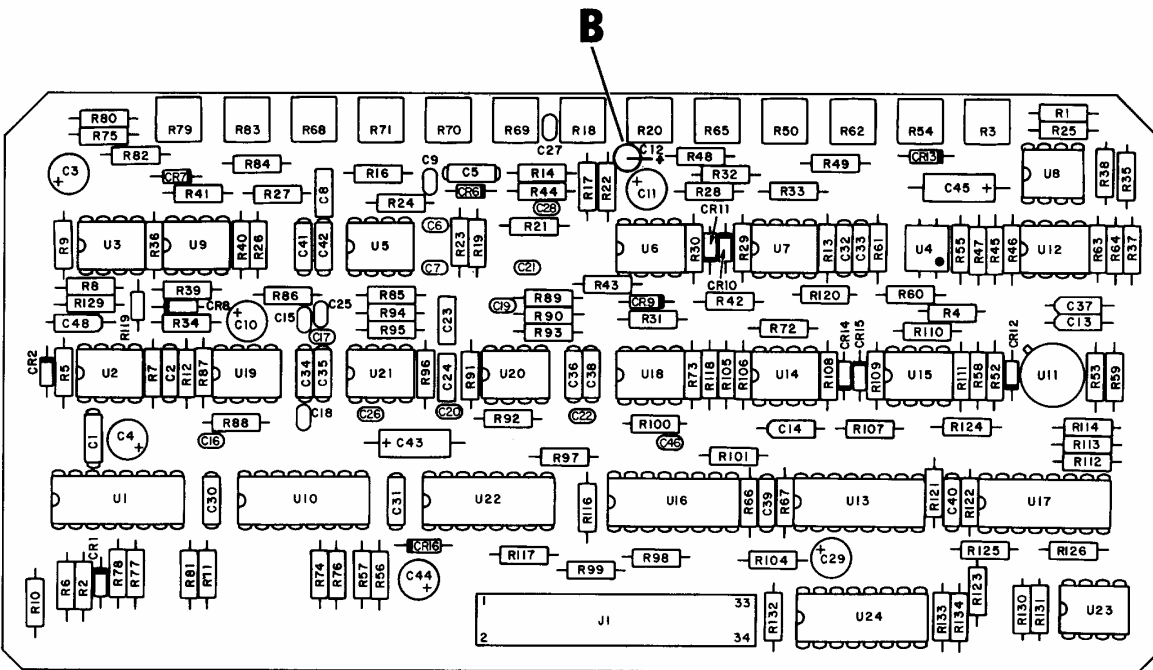 B
R80
R75
R79
R83
R68
R71
R70
R69
C27
R18
R20
R65
R50
R62
R54
R3
R1
R25
R82
R84
C9
C12
R48
R49
CR13
C3
CR7
R41
R27
C8
R16
R24
C5
CR6
R14
R44
C28
R17
R22
C11
R32
R28
R33
C45
U8
R38
R35
CR11
R9
U3
R36
U9
R40
R26
C41
C42
U5
C6
C7
R23
R19
R21
C21
U6
R30
CR10
R29
U7
R13
C32
C33
R61
U4
R55
R47
R45
R46
U12
R63
R64
R37
R8
R129
C48
R119
R39
CR8
R34
C10
R86
C15
C25
C17
R85
R94
R95
C23
C19
R89
R90
R93
R43
CR9
R31
R42
R72
R120
R60
R4
R110
C37
C13
CR2
R5
U2
R7
C2
R12
R87
U19
C34
C35
U21
R96
C24
R91
U20
C36
C38
U18
R73
R118
R105
R106
U14
R108
CR14
CR15
R109
U15
R111
R58
R52
CR12
U11
R53
R59
C1
C4
C16
R88
C18
C26
C20
R92
C22
R100
C46
C14
R107
R124
R114
R113
R112
C43
R97
R101
U1
C30
U10
C31
U22
R116
U16
R66
C39
R67
U13
R121
C40
R122
U17
CR16
R117
R99
R98
R104
C29
R125
R126
R10
R6
R2
CR1
R78
R77
R81
R11
R74
R76
R57
R56
C44
1
33
J1
2
34
R132
U24
R133
R134
R123
R130
R131
U23